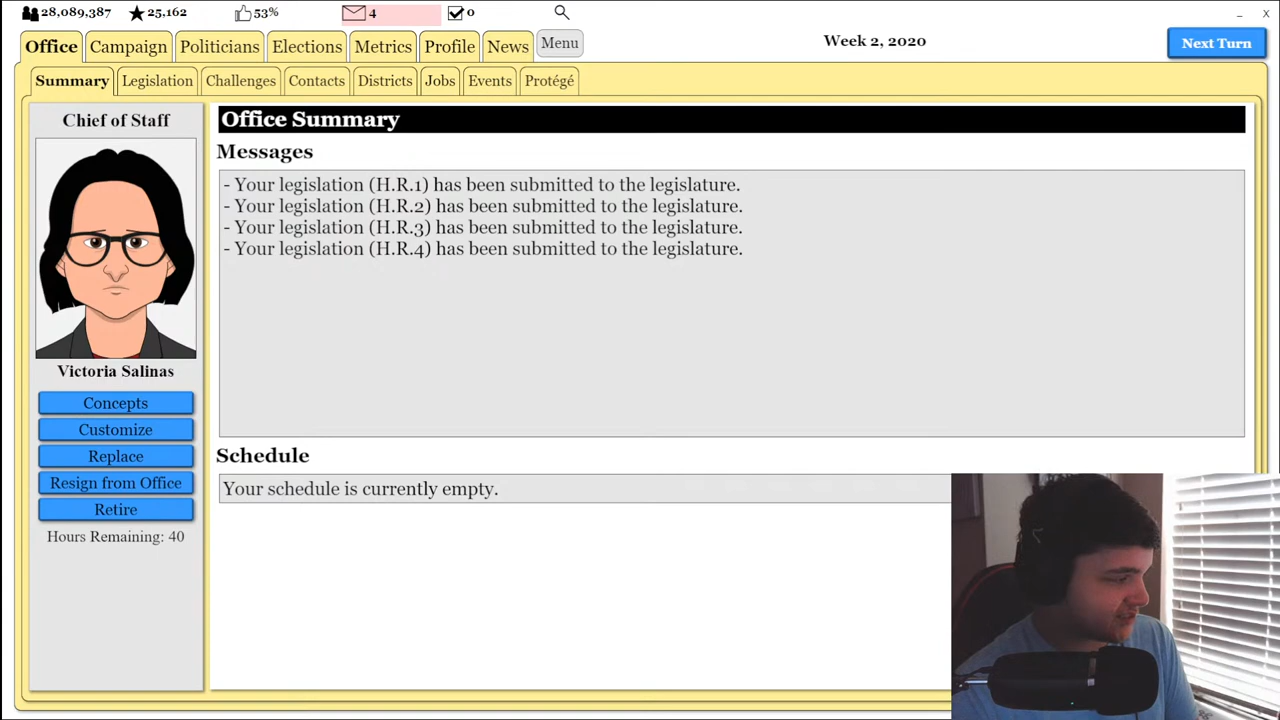 28,089,387 25,162 53% 4 0
Office Campaign Politicians Elections Metrics Profile News Menu Week 2, 2020 Next Turn
Summary Legislation Challenges Contacts Districts Jobs Events Protégé
Chief of Staff
Victoria Salinas
Concepts
Customize
Replace
Resign from Office
Retire
Hours Remaining: 40
Office Summary
Messages
- Your legislation (H.R.1) has been submitted to the legislature.
- Your legislation (H.R.2) has been submitted to the legislature.
- Your legislation (H.R.3) has been submitted to the legislature.
- Your legislation (H.R.4) has been submitted to the legislature.
Schedule
Your schedule is currently empty.